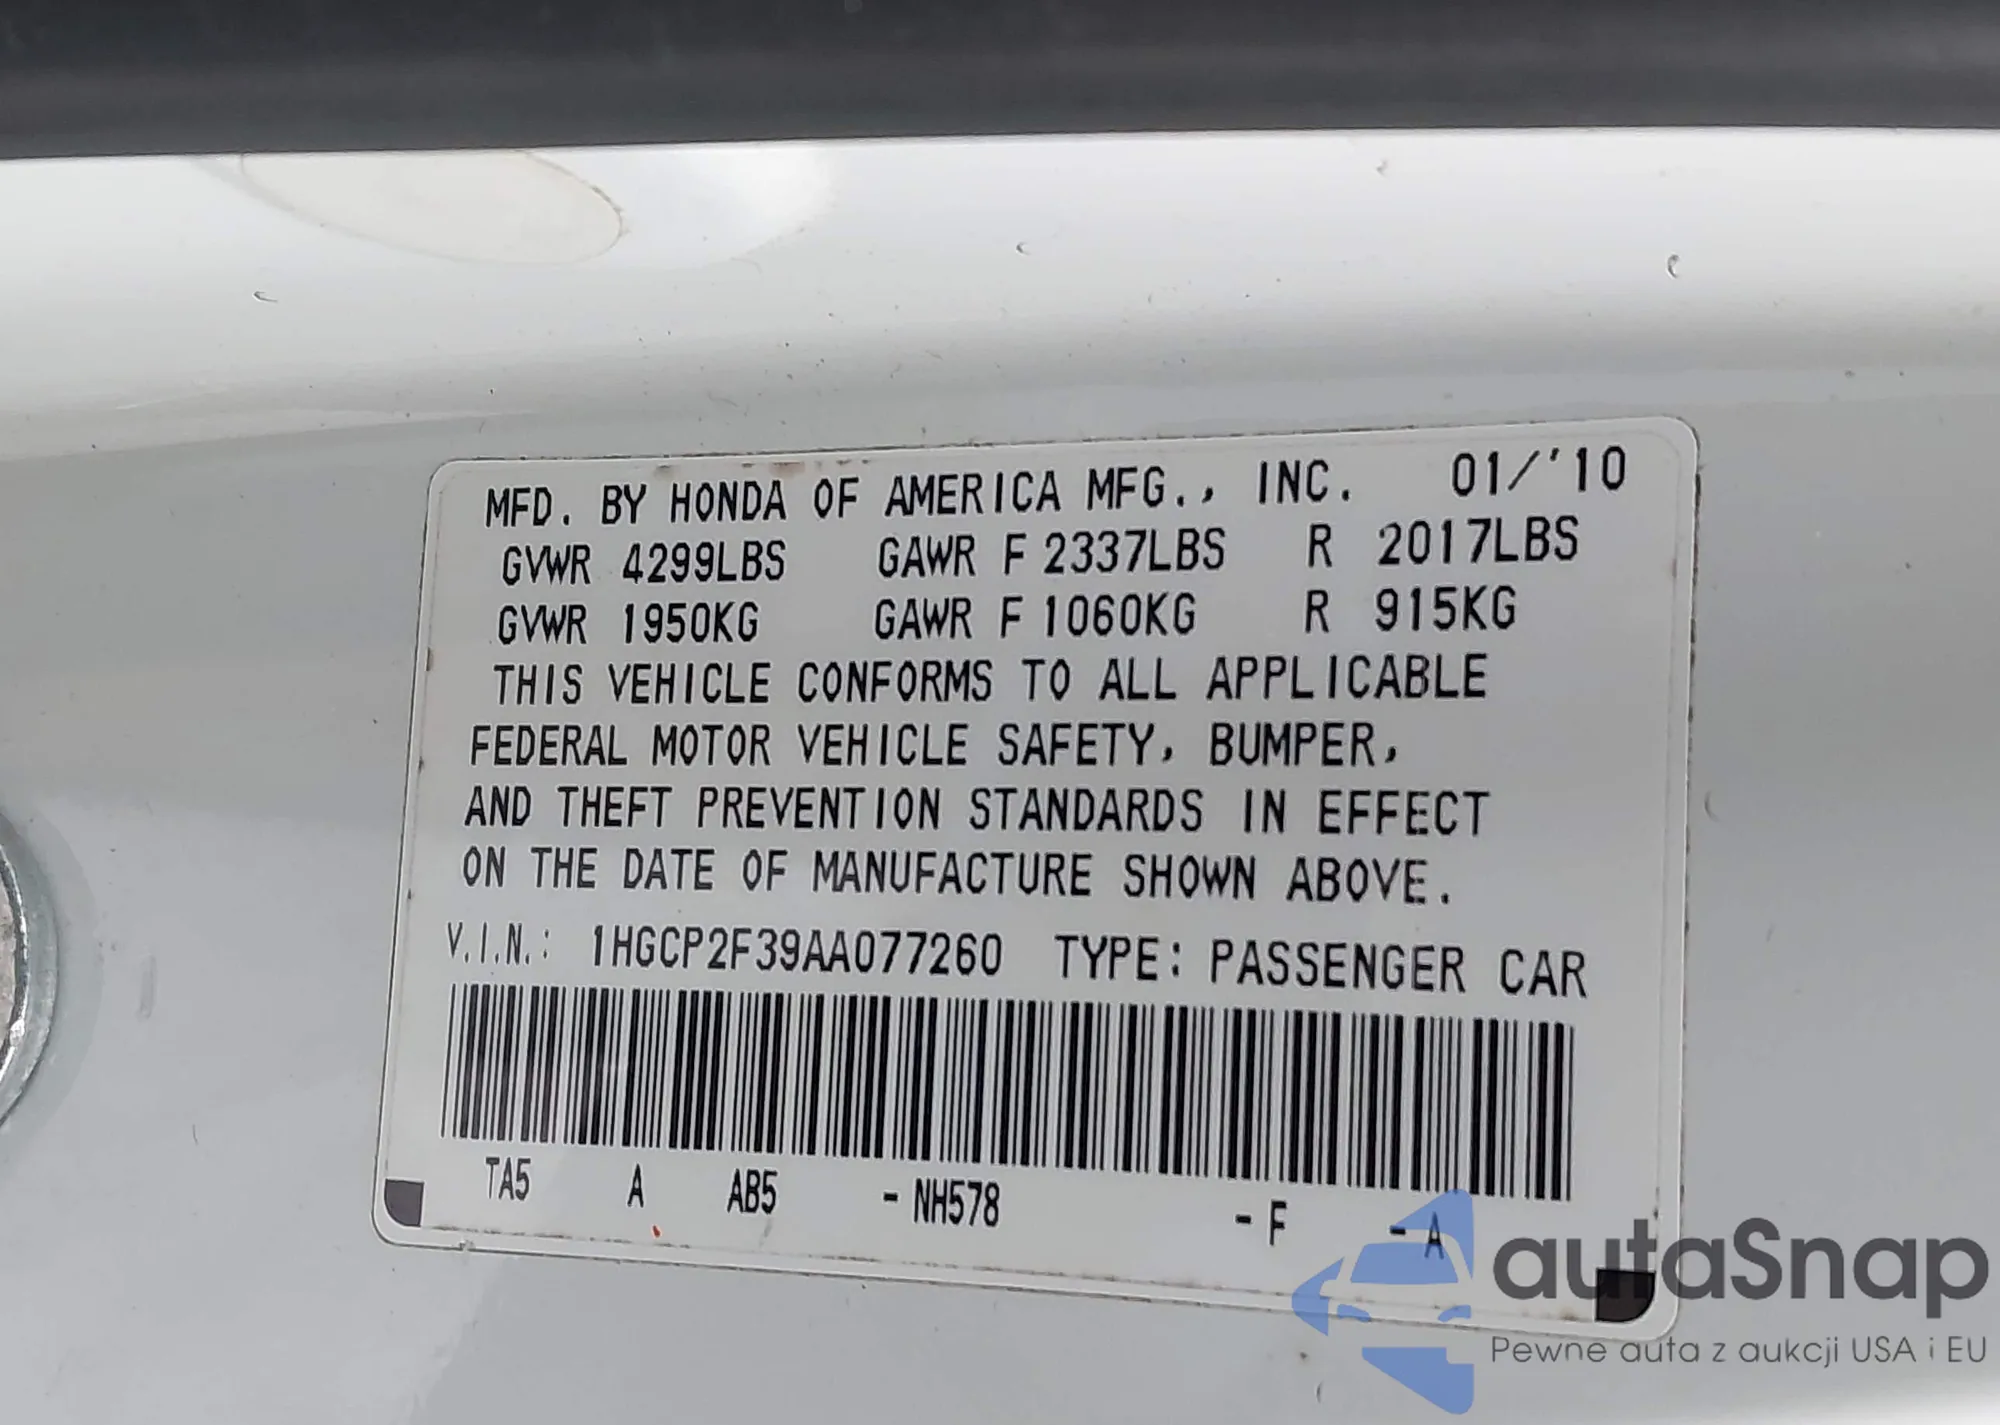 MFD. BY HONDA OF AMERICA MFG., INC. 01/'10
GVWR 4299LBS GAWR F 2337LBS R 2017LBS
GVWR 1950KG GAWR F 1060KG R 915KG
THIS VEHICLE CONFORMS TO ALL APPLICABLE
FEDERAL MOTOR VEHICLE SAFETY, BUMPER,
AND THEFT PREVENTION STANDARDS IN EFFECT
ON THE DATE OF MANUFACTURE SHOWN ABOVE.
V.I.N.: 1HGCP2F39AA077260 TYPE: PASSENGER CAR
TA5 A AB5 - NH578 - F - A
autaSnap
Pewne auta z aukcji USA i EU